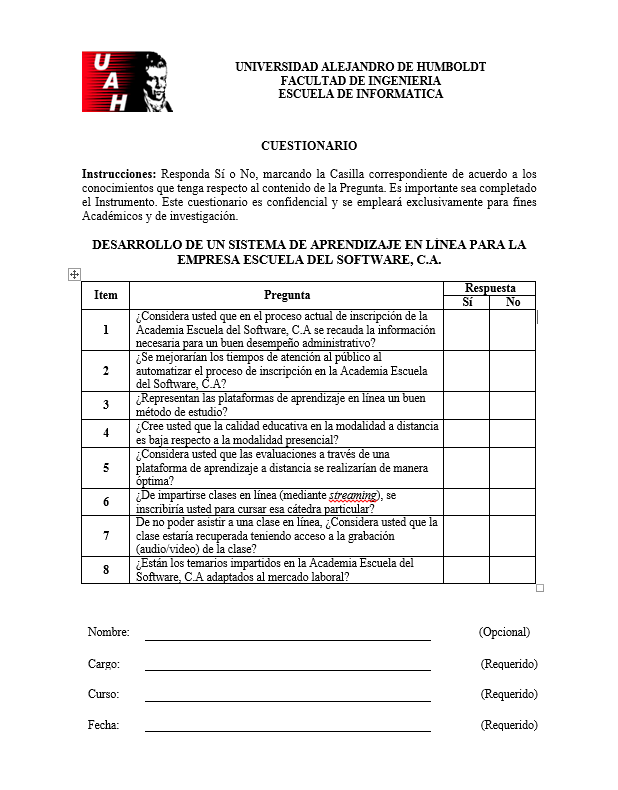 UAH
UNIVERSIDAD ALEJANDRO DE HUMBOLDT
FACULTAD DE INGENIERIA
ESCUELA DE INFORMATICA
CUESTIONARIO
Instrucciones: Responda Sí o No, marcando la Casilla correspondiente de acuerdo a los
conocimientos que tenga respecto al contenido de la Pregunta. Es importante sea completado
el Instrumento. Este cuestionario es confidencial y se empleará exclusivamente para fines
Académicos y de investigación.
DESARROLLO DE UN SISTEMA DE APRENDIZAJE EN LÍNEA PARA LA
EMPRESA ESCUELA DEL SOFTWARE, C.A.
Item Pregunta Respuesta
Sí No
1 ¿Considera usted que en el proceso actual de inscripción de la
Academia Escuela del Software, C.A se recauda la información
necesaria para un buen desempeño administrativo?
2 ¿Se mejorarían los tiempos de atención al público al
automatizar el proceso de inscripción en la Academia Escuela
del Software, C.A?
3 ¿Representan las plataformas de aprendizaje en línea un buen
método de estudio?
4 ¿Cree usted que la calidad educativa en la modalidad a distancia
es baja respecto a la modalidad presencial?
5 ¿Considera usted que las evaluaciones a través de una
plataforma de aprendizaje a distancia se realizarían de manera
óptima?
6 ¿De impartirse clases en línea (mediante streaming), se
inscribiría usted para cursar esa cátedra particular?
7 De no poder asistir a una clase en línea, ¿Considera usted que la
clase estaría recuperada teniendo acceso a la grabación
(audio/video) de la clase?
8 ¿Están los temarios impartidos en la Academia Escuela del
Software, C.A adaptados al mercado laboral?
Nombre: (Opcional)
Cargo: (Requerido)
Curso: (Requerido)
Fecha: (Requerido)